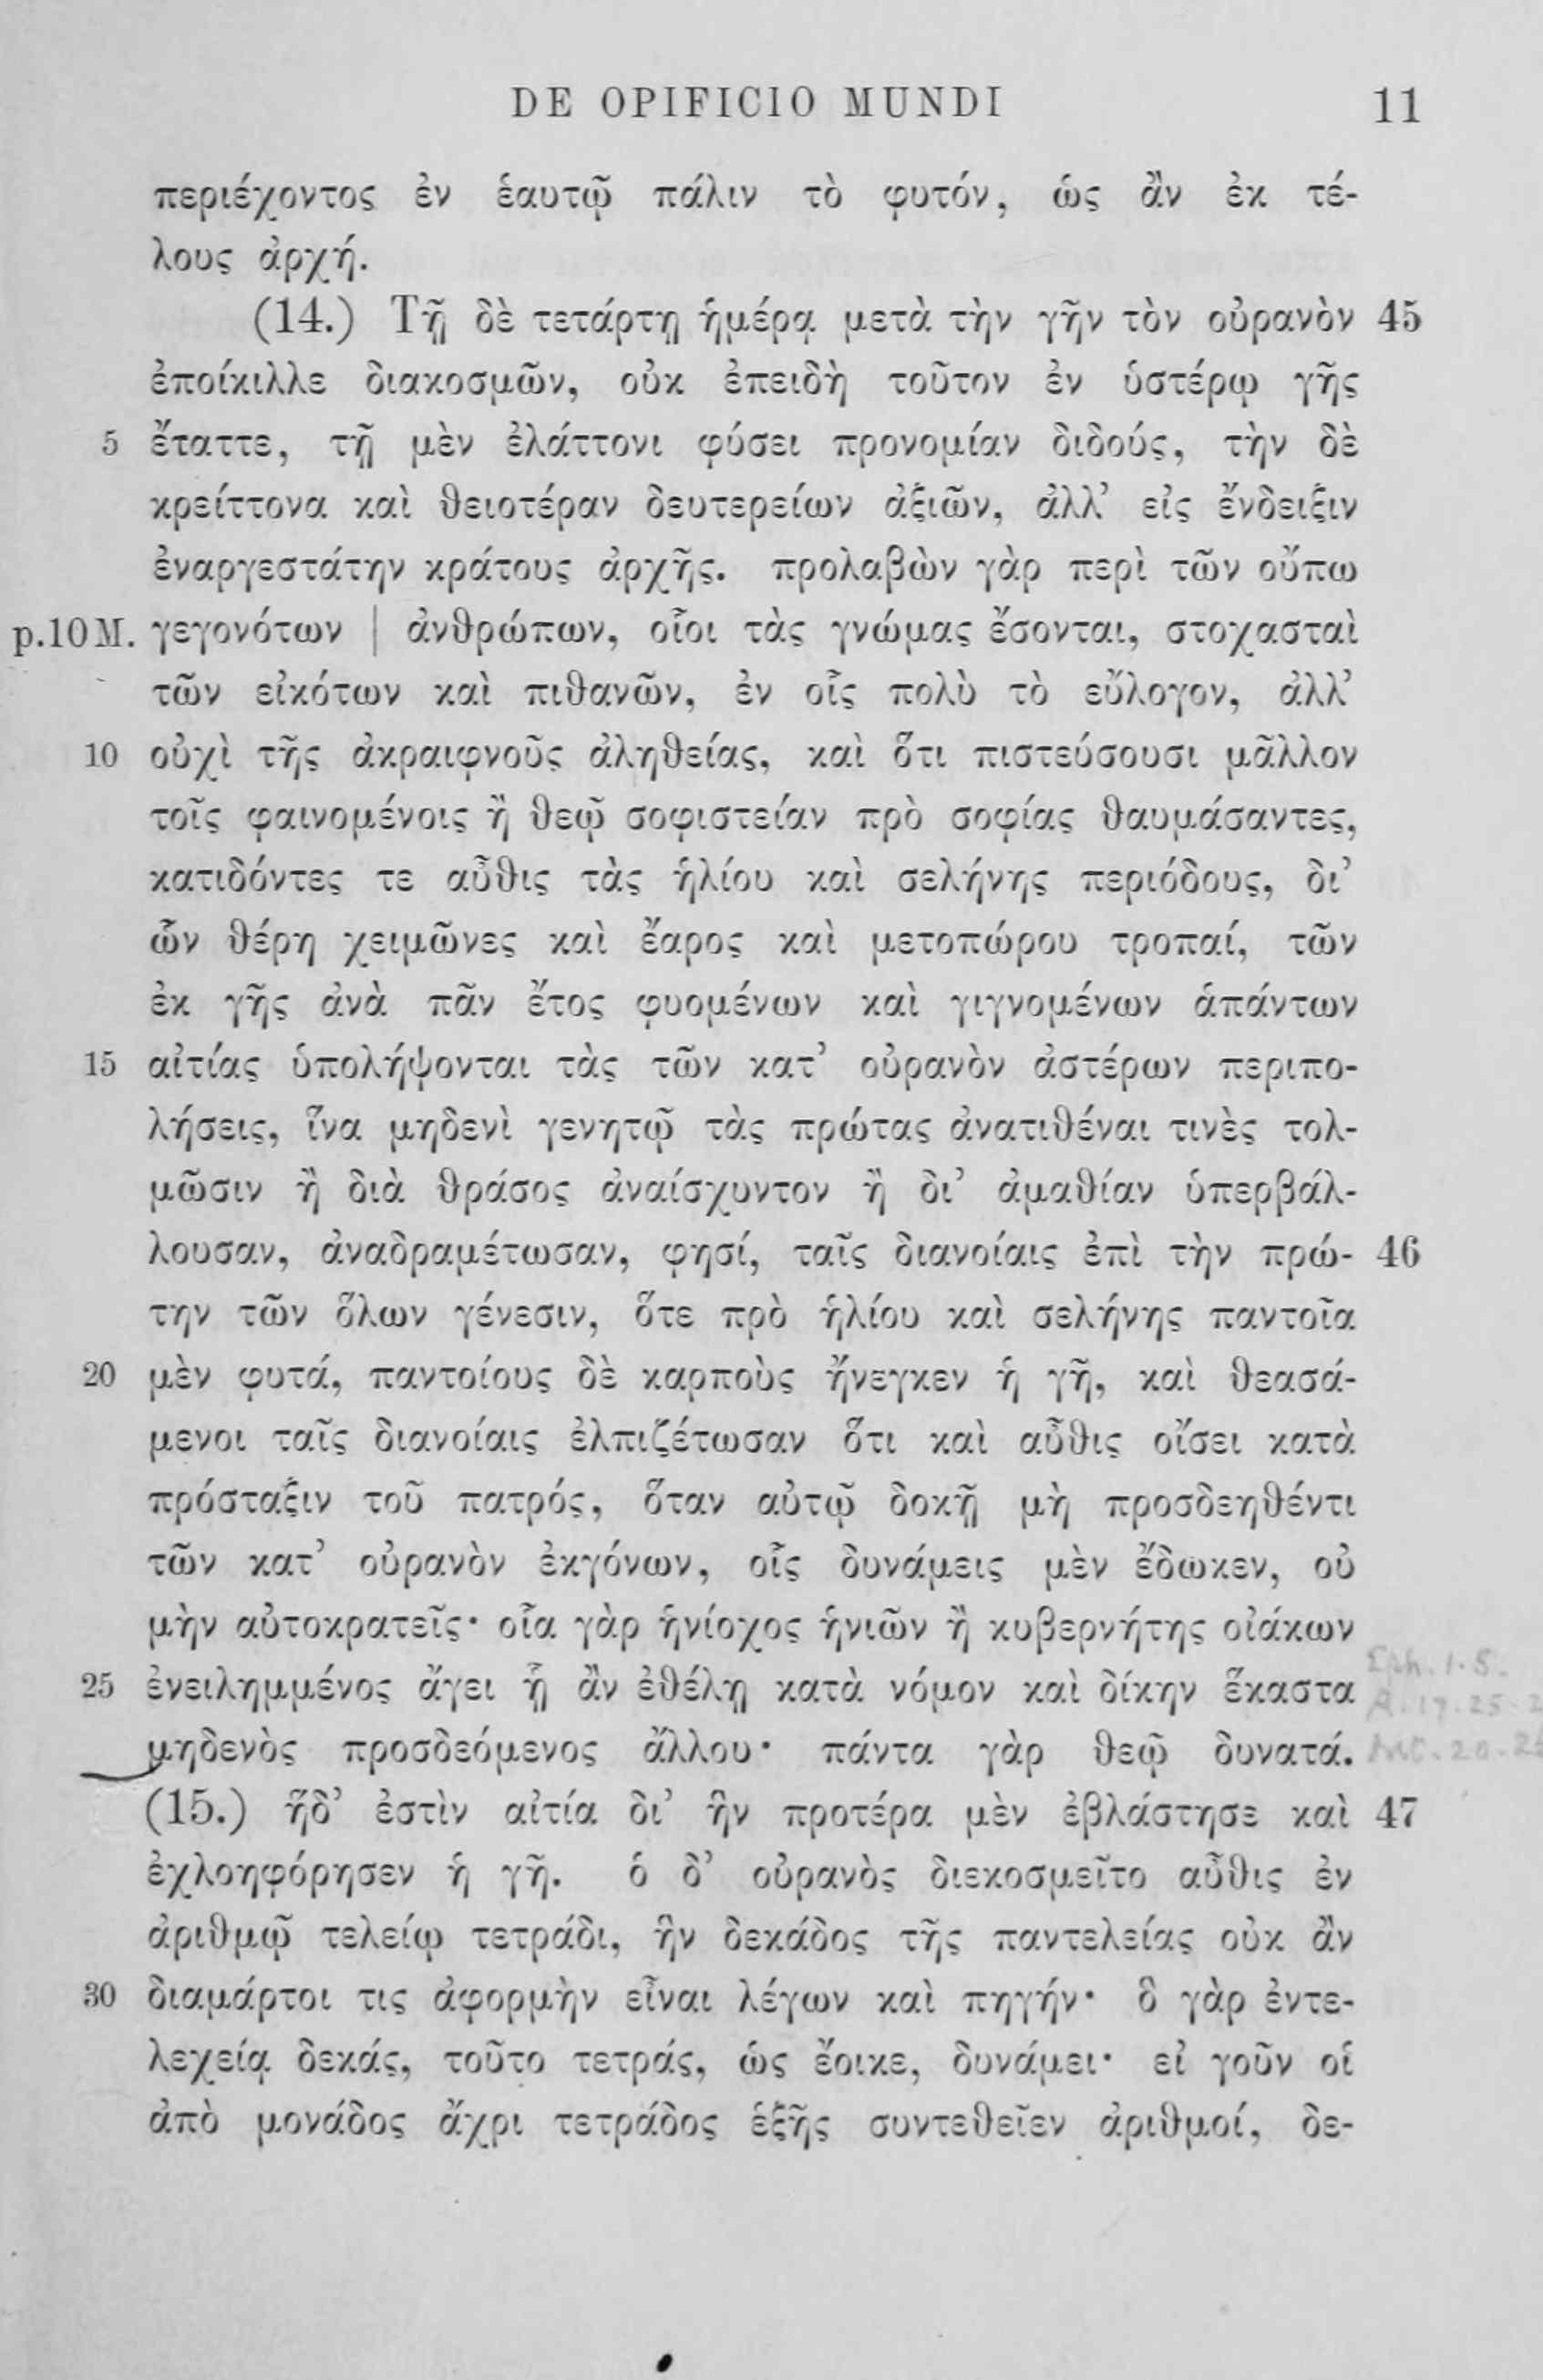 DE OPIFICIO MUNDI 11
περιέχοντος ἐν ἑαυτῷ πάλιν τὸ φυτόν, ὡς ἂν ἐκ τέ-
λους ἀρχή.
(14.) Τῇ δὲ τετάρτῃ ἡμέρᾳ μετὰ τὴν γῆν τὸν οὐρανὸν 45
ἐποίκιλλε διακοσμῶν, οὐκ ἐπειδὴ τοῦτον ἐν ὑστέρῳ γῆς
5 ἔταττε, τῇ μὲν ἐλάττονι φύσει προνομίαν διδούς, τὴν δὲ
κρείττονα καὶ θειοτέραν δευτερείων ἀξιῶν, ἀλλ’ εἰς ἔνδειξιν
ἐναργεστάτην κράτους ἀρχῆς. προλαβὼν γὰρ περὶ τῶν οὔπω
p.10M. γεγονότων | ἀνθρώπων, οἷοι τὰς γνώμας ἔσονται, στοχασταὶ
τῶν εἰκότων καὶ πιθανῶν, ἐν οἷς πολὺ τὸ εὔλογον, ἀλλ’
10 οὐχὶ τῆς ἀκραιφνοῦς ἀληθείας, καὶ ὅτι πιστεύσουσι μᾶλλον
τοῖς φαινομένοις ἢ θεῷ σοφιστείαν πρὸ σοφίας θαυμάσαντες,
κατιδόντες τε αὖθις τὰς ἡλίου καὶ σελήνης περιόδους, δι’
ὧν θέρη χειμῶνες καὶ ἔαρος καὶ μετοπώρου τροπαί, τῶν
ἐκ γῆς ἀνὰ πᾶν ἔτος φυομένων καὶ γιγνομένων ἁπάντων
15 αἰτίας ὑπολήψονται τὰς τῶν κατ’ οὐρανὸν ἀστέρων περιπο-
λήσεις, ἵνα μηδενὶ γενητῷ τὰς πρώτας ἀνατιθέναι τινὲς τολ-
μῶσιν ἢ διὰ θράσος ἀναίσχυντον ἢ δι’ ἀμαθίαν ὑπερβάλ-
λουσαν, ἀναδραμέτωσαν, φησί, ταῖς διανοίαις ἐπὶ τὴν πρώ- 46
την τῶν ὅλων γένεσιν, ὅτε πρὸ ἡλίου καὶ σελήνης παντοῖα
20 μὲν φυτά, παντοίους δὲ καρποὺς ἤνεγκεν ἡ γῆ, καὶ θεασά-
μενοι ταῖς διανοίαις ἐλπιζέτωσαν ὅτι καὶ αὖθις οἴσει κατὰ
πρόσταξιν τοῦ πατρός, ὅταν αὐτῷ δοκῇ μὴ προσδεηθέντι
τῶν κατ’ οὐρανὸν ἐκγόνων, οἷς δυνάμεις μὲν ἔδωκεν, οὐ
μὴν αὐτοκρατεῖς· οἷα γὰρ ἡνίοχος ἡνιῶν ἢ κυβερνήτης οἰάκων
25 ἐνειλημμένος ἄγει ᾗ ἂν ἐθέλῃ κατὰ νόμον καὶ δίκην ἕκαστα
μηδενὸς προσδεόμενος ἄλλου· πάντα γὰρ θεῷ δυνατά.
(15.) ἥδ’ ἐστὶν αἰτία δι’ ἣν προτέρα μὲν ἐβλάστησε καὶ 47
ἐχλοηφόρησεν ἡ γῆ. ὁ δ’ οὐρανὸς διεκοσμεῖτο αὖθις ἐν
ἀριθμῷ τελείῳ τετράδι, ἣν δεκάδος τῆς παντελείας οὐκ ἂν
30 διαμάρτοι τις ἀφορμὴν εἶναι λέγων καὶ πηγήν· ὃ γὰρ ἐντε-
λεχείᾳ δεκάς, τοῦτο τετράς, ὡς ἔοικε, δυνάμει· εἰ γοῦν οἱ
ἀπὸ μονάδος ἄχρι τετράδος ἑξῆς συντεθεῖεν ἀριθμοί, δε-